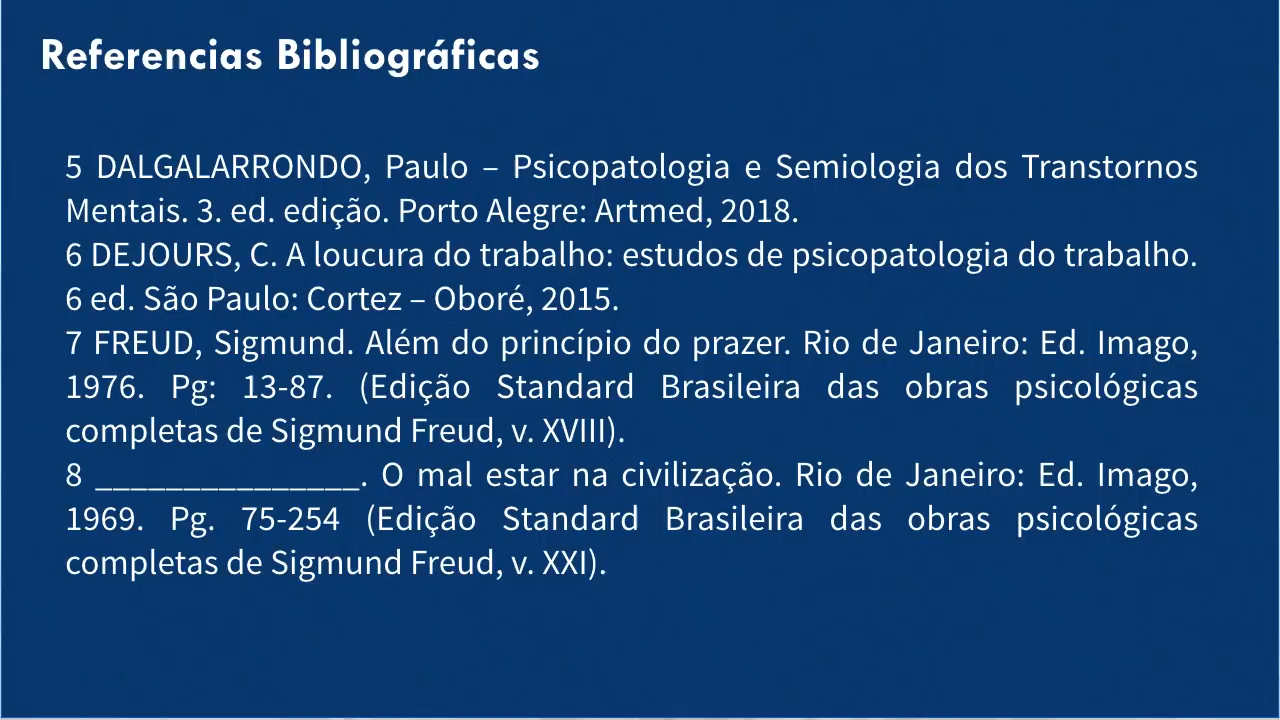 Referencias Bibliográficas
5 DALGALARRONDO, Paulo – Psicopatologia e Semiologia dos Transtornos
Mentais. 3. ed. edição. Porto Alegre: Artmed, 2018.
6 DEJOURS, C. A loucura do trabalho: estudos de psicopatologia do trabalho.
6 ed. São Paulo: Cortez – Oboré, 2015.
7 FREUD, Sigmund. Além do princípio do prazer. Rio de Janeiro: Ed. Imago,
1976. Pg: 13-87. (Edição Standard Brasileira das obras psicológicas
completas de Sigmund Freud, v. XVIII).
8 _______________. O mal estar na civilização. Rio de Janeiro: Ed. Imago,
1969. Pg. 75-254 (Edição Standard Brasileira das obras psicológicas
completas de Sigmund Freud, v. XXI).